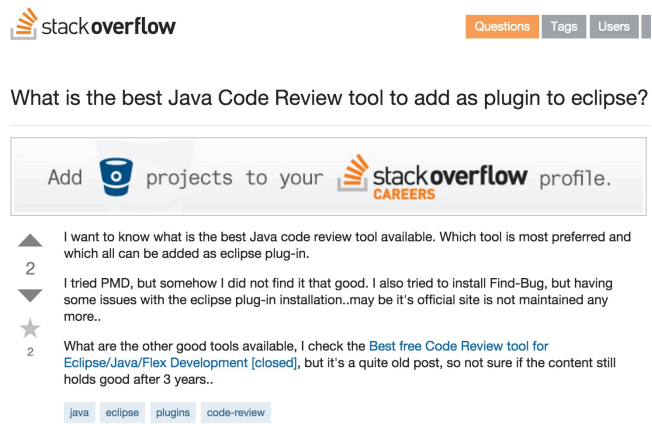 stackoverflow
Questions Tags Users
What is the best Java Code Review tool to add as plugin to eclipse?
Add projects to your stackoverflow CAREERS profile.
I want to know what is the best Java code review tool available. Which tool is most preferred and
which all can be added as eclipse plug-in.
2
I tried PMD, but somehow I did not find it that good. I also tried to install Find-Bug, but having
some issues with the eclipse plug-in installation..may be it's official site is not maintained any
more..
2
What are the other good tools available, I check the Best free Code Review tool for
Eclipse/Java/Flex Development [closed], but it's a quite old post, so not sure if the content still
holds good after 3 years..
java eclipse plugins code-review